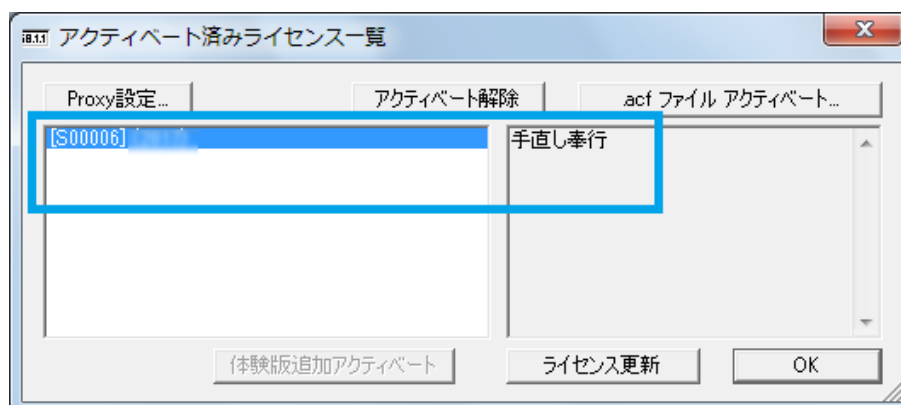 アクティベート済みライセンス一覧
Proxy設定...
アクティベート解除
.acf ファイル アクティベート...
[S00006]
手直し奉行
体験版追加アクティベート
ライセンス更新
OK